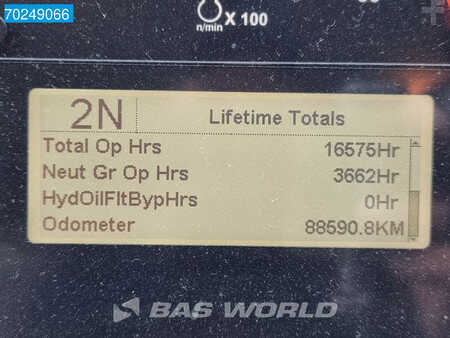 70249066
n/min X 100
2N Lifetime Totals
Total Op Hrs 16575Hr
Neut Gr Op Hrs 3662Hr
HydOilFltBypHrs 0Hr
Odometer 88590.8KM
BAS WORLD